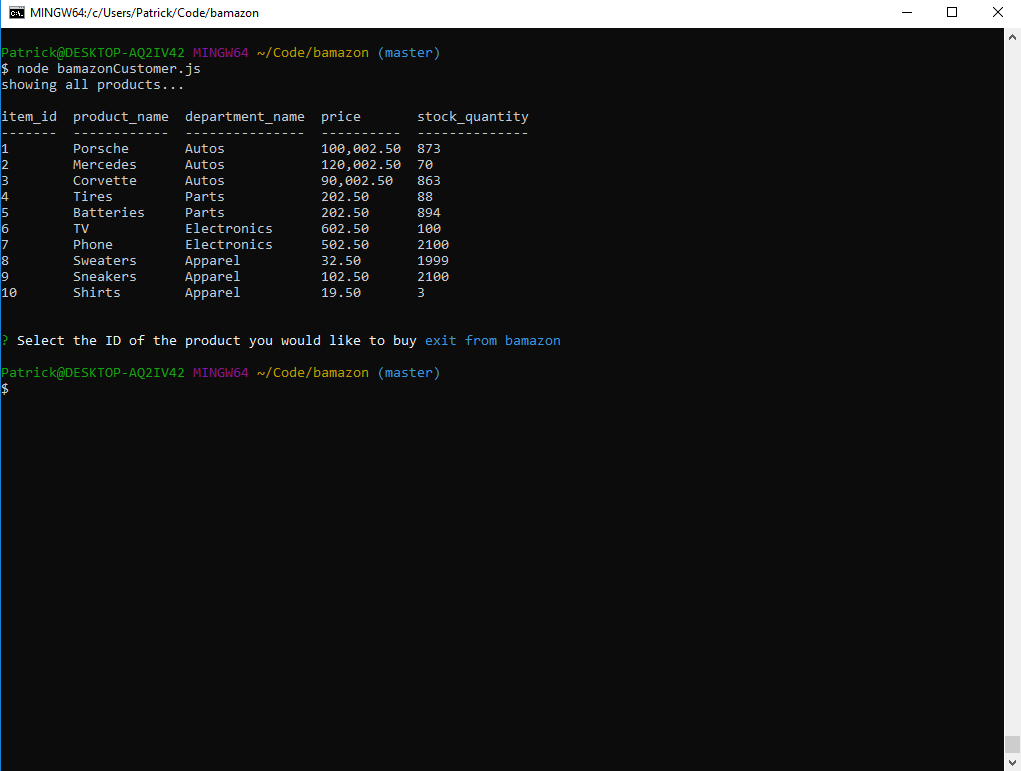 MINGW64:/c/Users/Patrick/Code/bamazon
Patrick@DESKTOP-AQ2IV42 MINGW64 ~/Code/bamazon (master)
$ node bamazonCustomer.js
showing all products...
item_id  product_name  department_name  price       stock_quantity
-------  ------------  ---------------  ----------  --------------
1        Porsche       Autos            100,002.50  873
2        Mercedes      Autos            120,002.50  70
3        Corvette      Autos            90,002.50   863
4        Tires         Parts            202.50      88
5        Batteries     Parts            202.50      894
6        TV            Electronics      602.50      100
7        Phone         Electronics      502.50      2100
8        Sweaters      Apparel          32.50       1999
9        Sneakers      Apparel          102.50      2100
10       Shirts        Apparel          19.50       3
? Select the ID of the product you would like to buy exit from bamazon
Patrick@DESKTOP-AQ2IV42 MINGW64 ~/Code/bamazon (master)
$